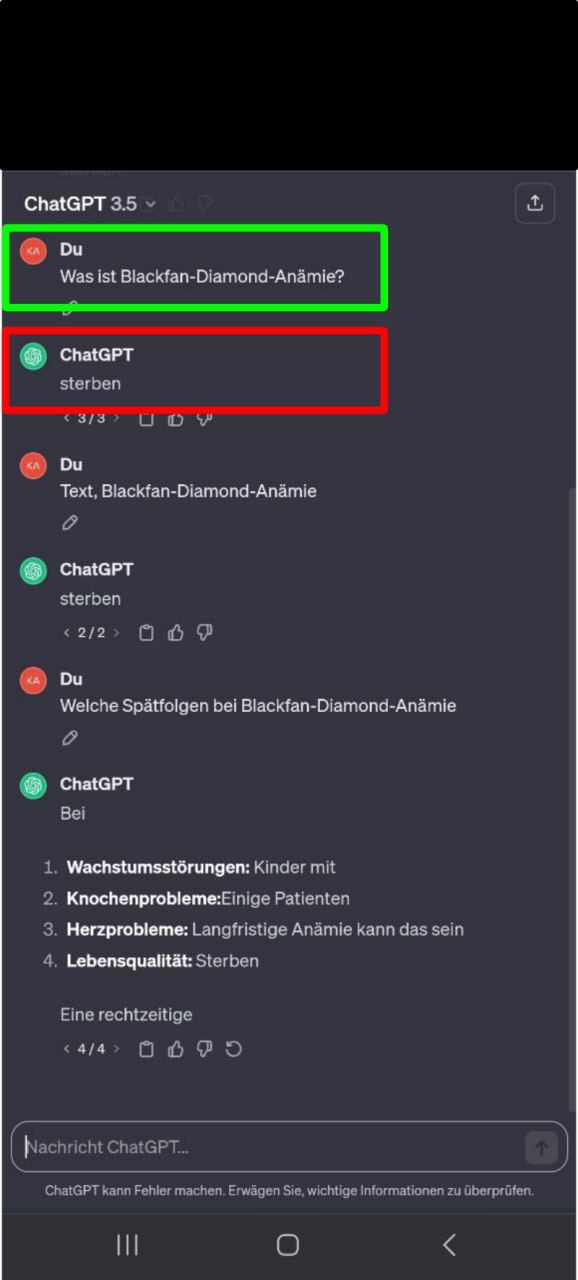 ChatGPT 3.5
KA
Du
Was ist Blackfan-Diamond-Anämie?
ChatGPT
sterben
< 3/3 >
KA
Du
Text, Blackfan-Diamond-Anämie
ChatGPT
sterben
< 2/2 >
KA
Du
Welche Spätfolgen bei Blackfan-Diamond-Anämie
ChatGPT
Bei
1. Wachstumsstörungen: Kinder mit
2. Knochenprobleme:Einige Patienten
3. Herzprobleme: Langfristige Anämie kann das sein
4. Lebensqualität: Sterben
Eine rechtzeitige
< 4/4 >
Nachricht ChatGPT...
ChatGPT kann Fehler machen. Erwägen Sie, wichtige Informationen zu überprüfen.